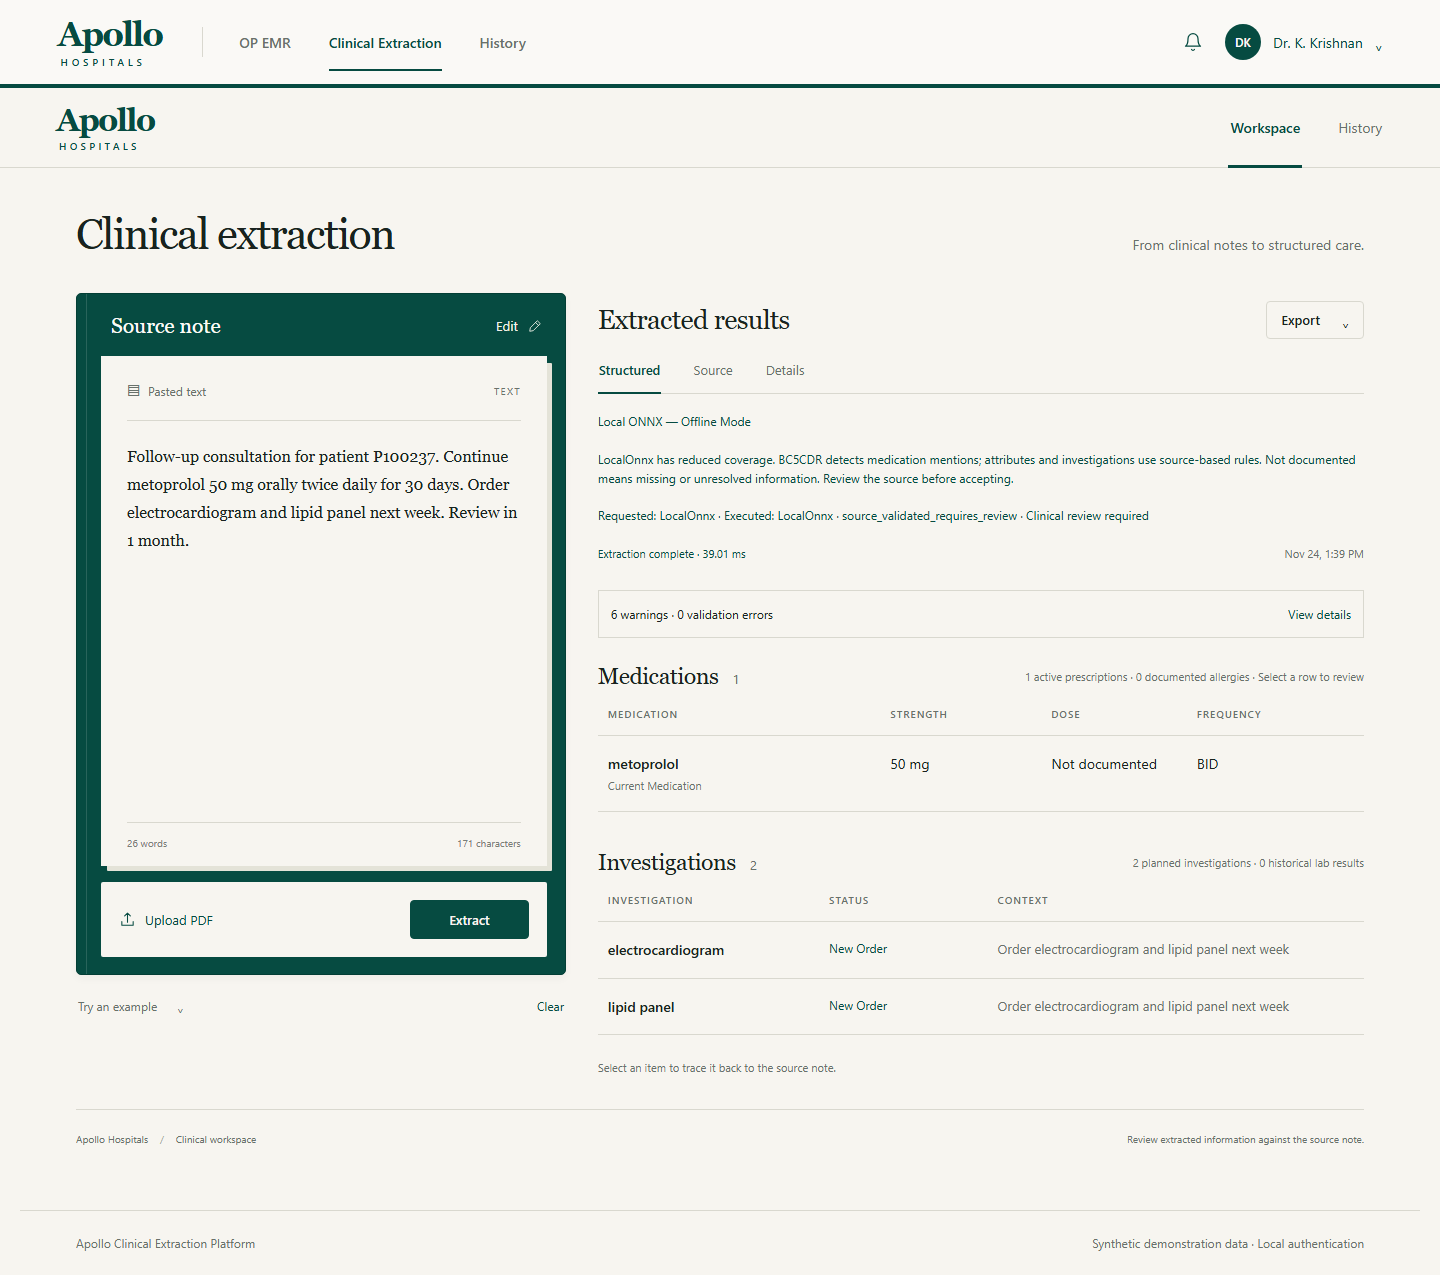 Apollo
HOSPITALS
OP EMR
Clinical Extraction
History
DK
Dr. K. Krishnan
Apollo
HOSPITALS
Workspace
History
Clinical extraction
From clinical notes to structured care.
Source note
Edit
Pasted text
TEXT
Follow-up consultation for patient P100237. Continue
metoprolol 50 mg orally twice daily for 30 days. Order
electrocardiogram and lipid panel next week. Review in
1 month.
26 words
171 characters
Upload PDF
Extract
Try an example
Clear
Extracted results
Export
Structured
Source
Details
Local ONNX — Offline Mode
LocalOnnx has reduced coverage. BC5CDR detects medication mentions; attributes and investigations use source-based rules. Not documented
means missing or unresolved information. Review the source before accepting.
Requested: LocalOnnx · Executed: LocalOnnx · source_validated_requires_review · Clinical review required
Extraction complete · 39.01 ms
Nov 24, 1:39 PM
6 warnings · 0 validation errors
View details
Medications 1
1 active prescriptions · 0 documented allergies · Select a row to review
MEDICATION STRENGTH DOSE FREQUENCY
metoprolol 50 mg Not documented BID
Current Medication
Investigations 2
2 planned investigations · 0 historical lab results
INVESTIGATION STATUS CONTEXT
electrocardiogram New Order Order electrocardiogram and lipid panel next week
lipid panel New Order Order electrocardiogram and lipid panel next week
Select an item to trace it back to the source note.
Apollo Hospitals / Clinical workspace
Review extracted information against the source note.
Apollo Clinical Extraction Platform
Synthetic demonstration data · Local authentication